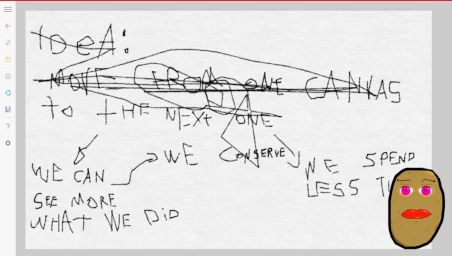 IDEA:
MOVE FROM ONE CANKAS
to tHE NEXt ONE
WE CAN
SEE MORE
WHAt WE DID
WE CONSERVE
WE SPEND
LESS